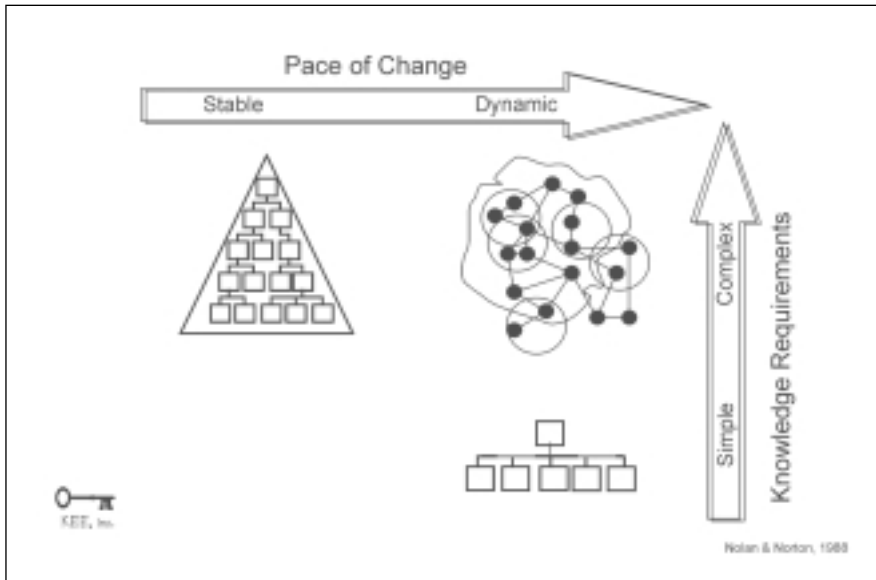 Pace of Change
Stable Dynamic
Complex
Simple
Knowledge Requirements
KEE, Inc.
Nolan & Norton, 1988